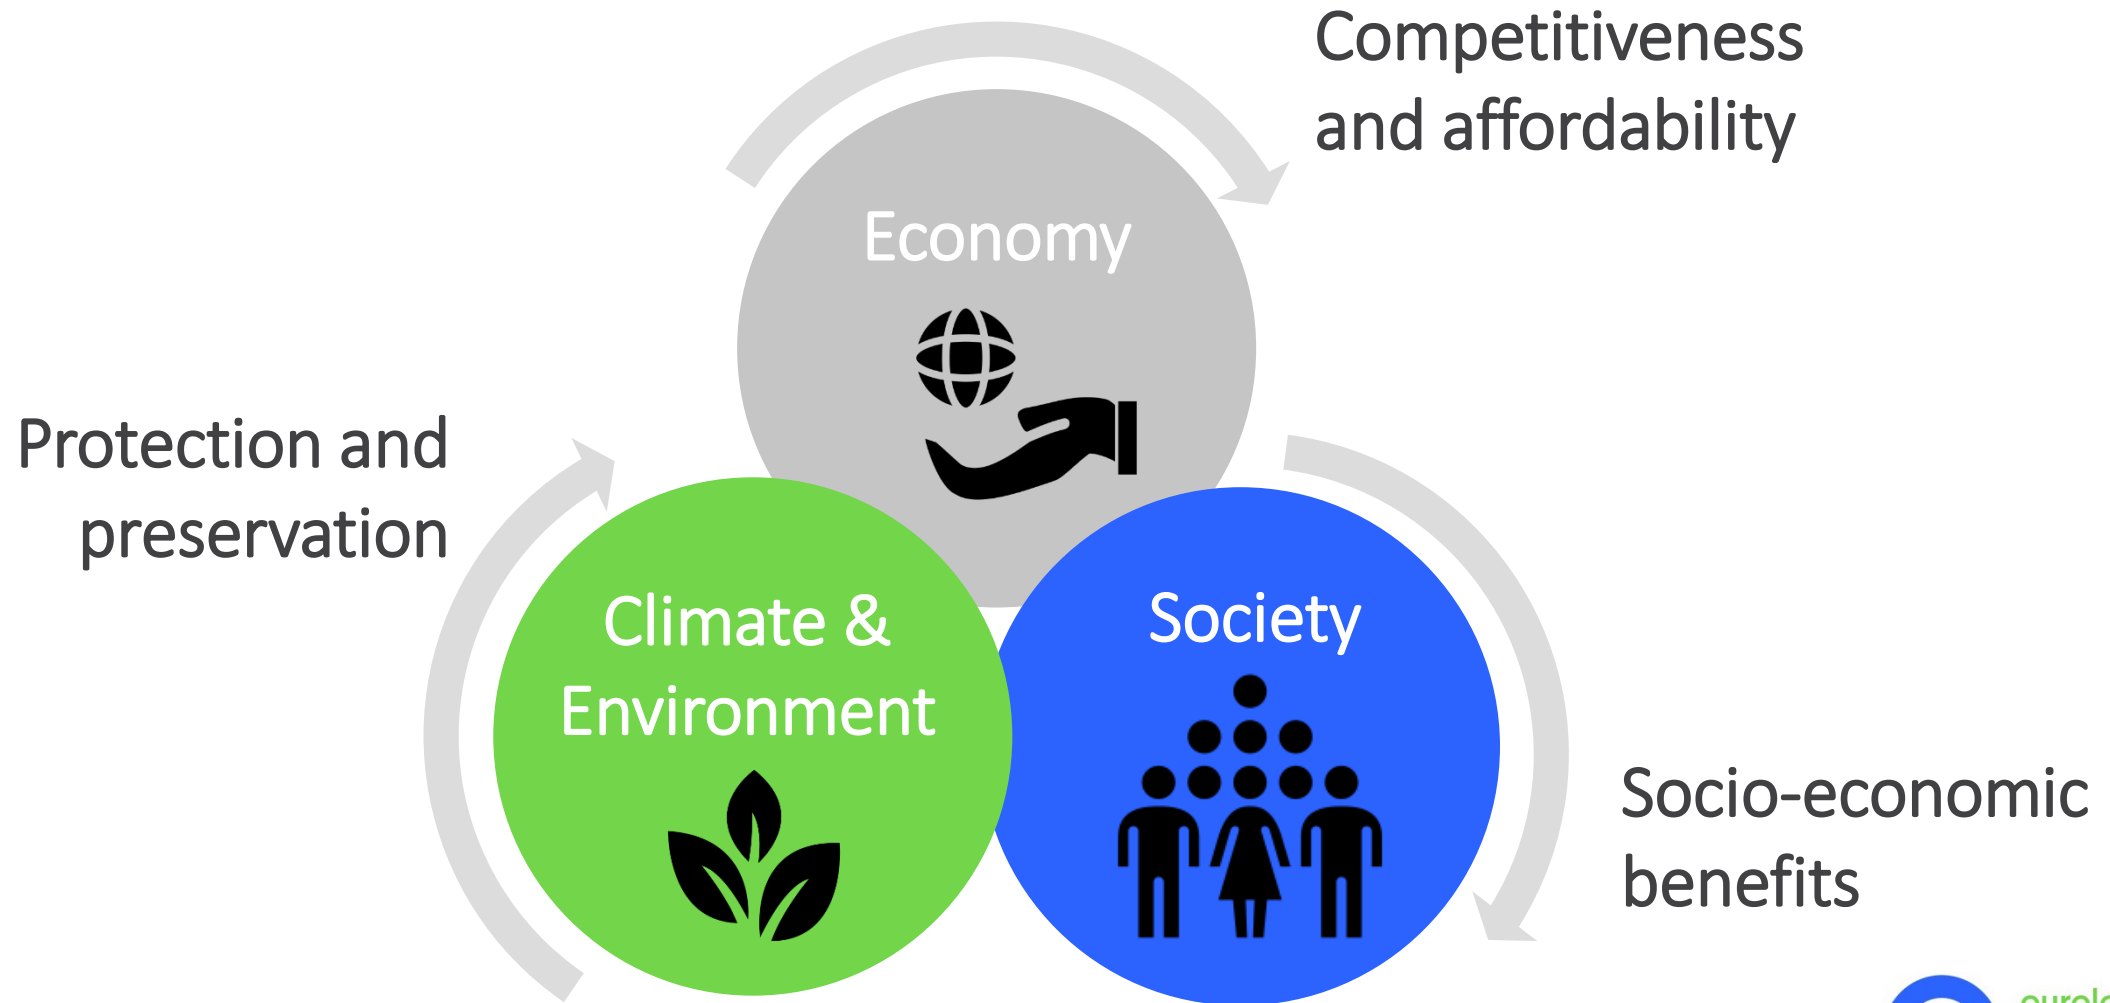 Competitiveness
and affordability
Economy
Protection and
preservation
Climate &
Environment
Society
Socio-economic
benefits